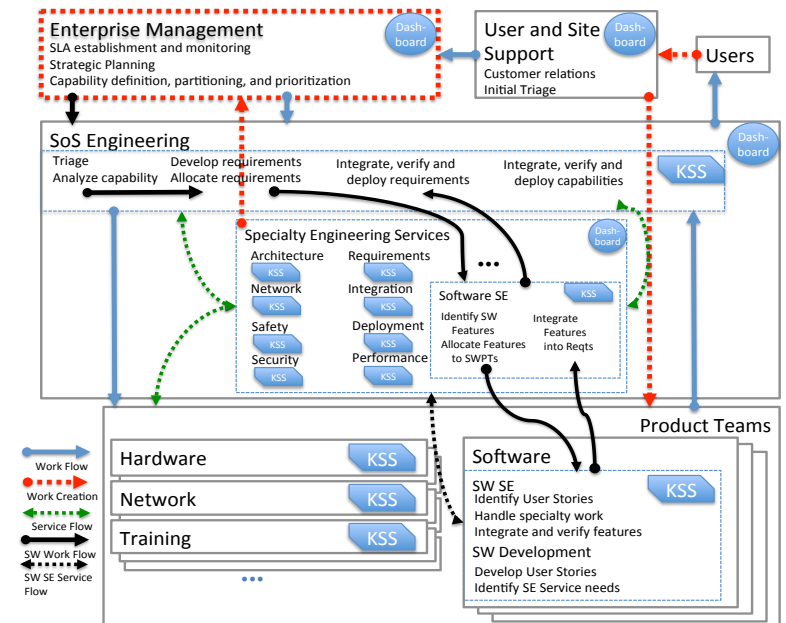 Enterprise Management
SLA establishment and monitoring
Strategic Planning
Capability definition, partitioning, and prioritization
Dash-
board
User and Site
Support
Customer relations
Initial Triage
Dash-
board
Users
SoS Engineering
Dash-
board
Triage
Analyze capability
Develop requirements
Allocate requirements
Integrate, verify and
deploy requirements
Integrate, verify and
deploy capabilities
KSS
Specialty Engineering Services
Dash-
board
Architecture
KSS
Network
KSS
Safety
KSS
Security
KSS
Requirements
KSS
Integration
KSS
Deployment
KSS
Performance
KSS
•••
Software SE
KSS
Identify SW
Features
Allocate Features
to SWPTs
Integrate
Features
into Reqts
Product Teams
Hardware
KSS
Network
KSS
Training
KSS
•••
Software
SW SE
Identify User Stories
Handle specialty work
Integrate and verify features
KSS
SW Development
Develop User Stories
Identify SE Service needs
Work Flow
Work Creation
Service Flow
SW Work Flow
SW SE Service
Flow